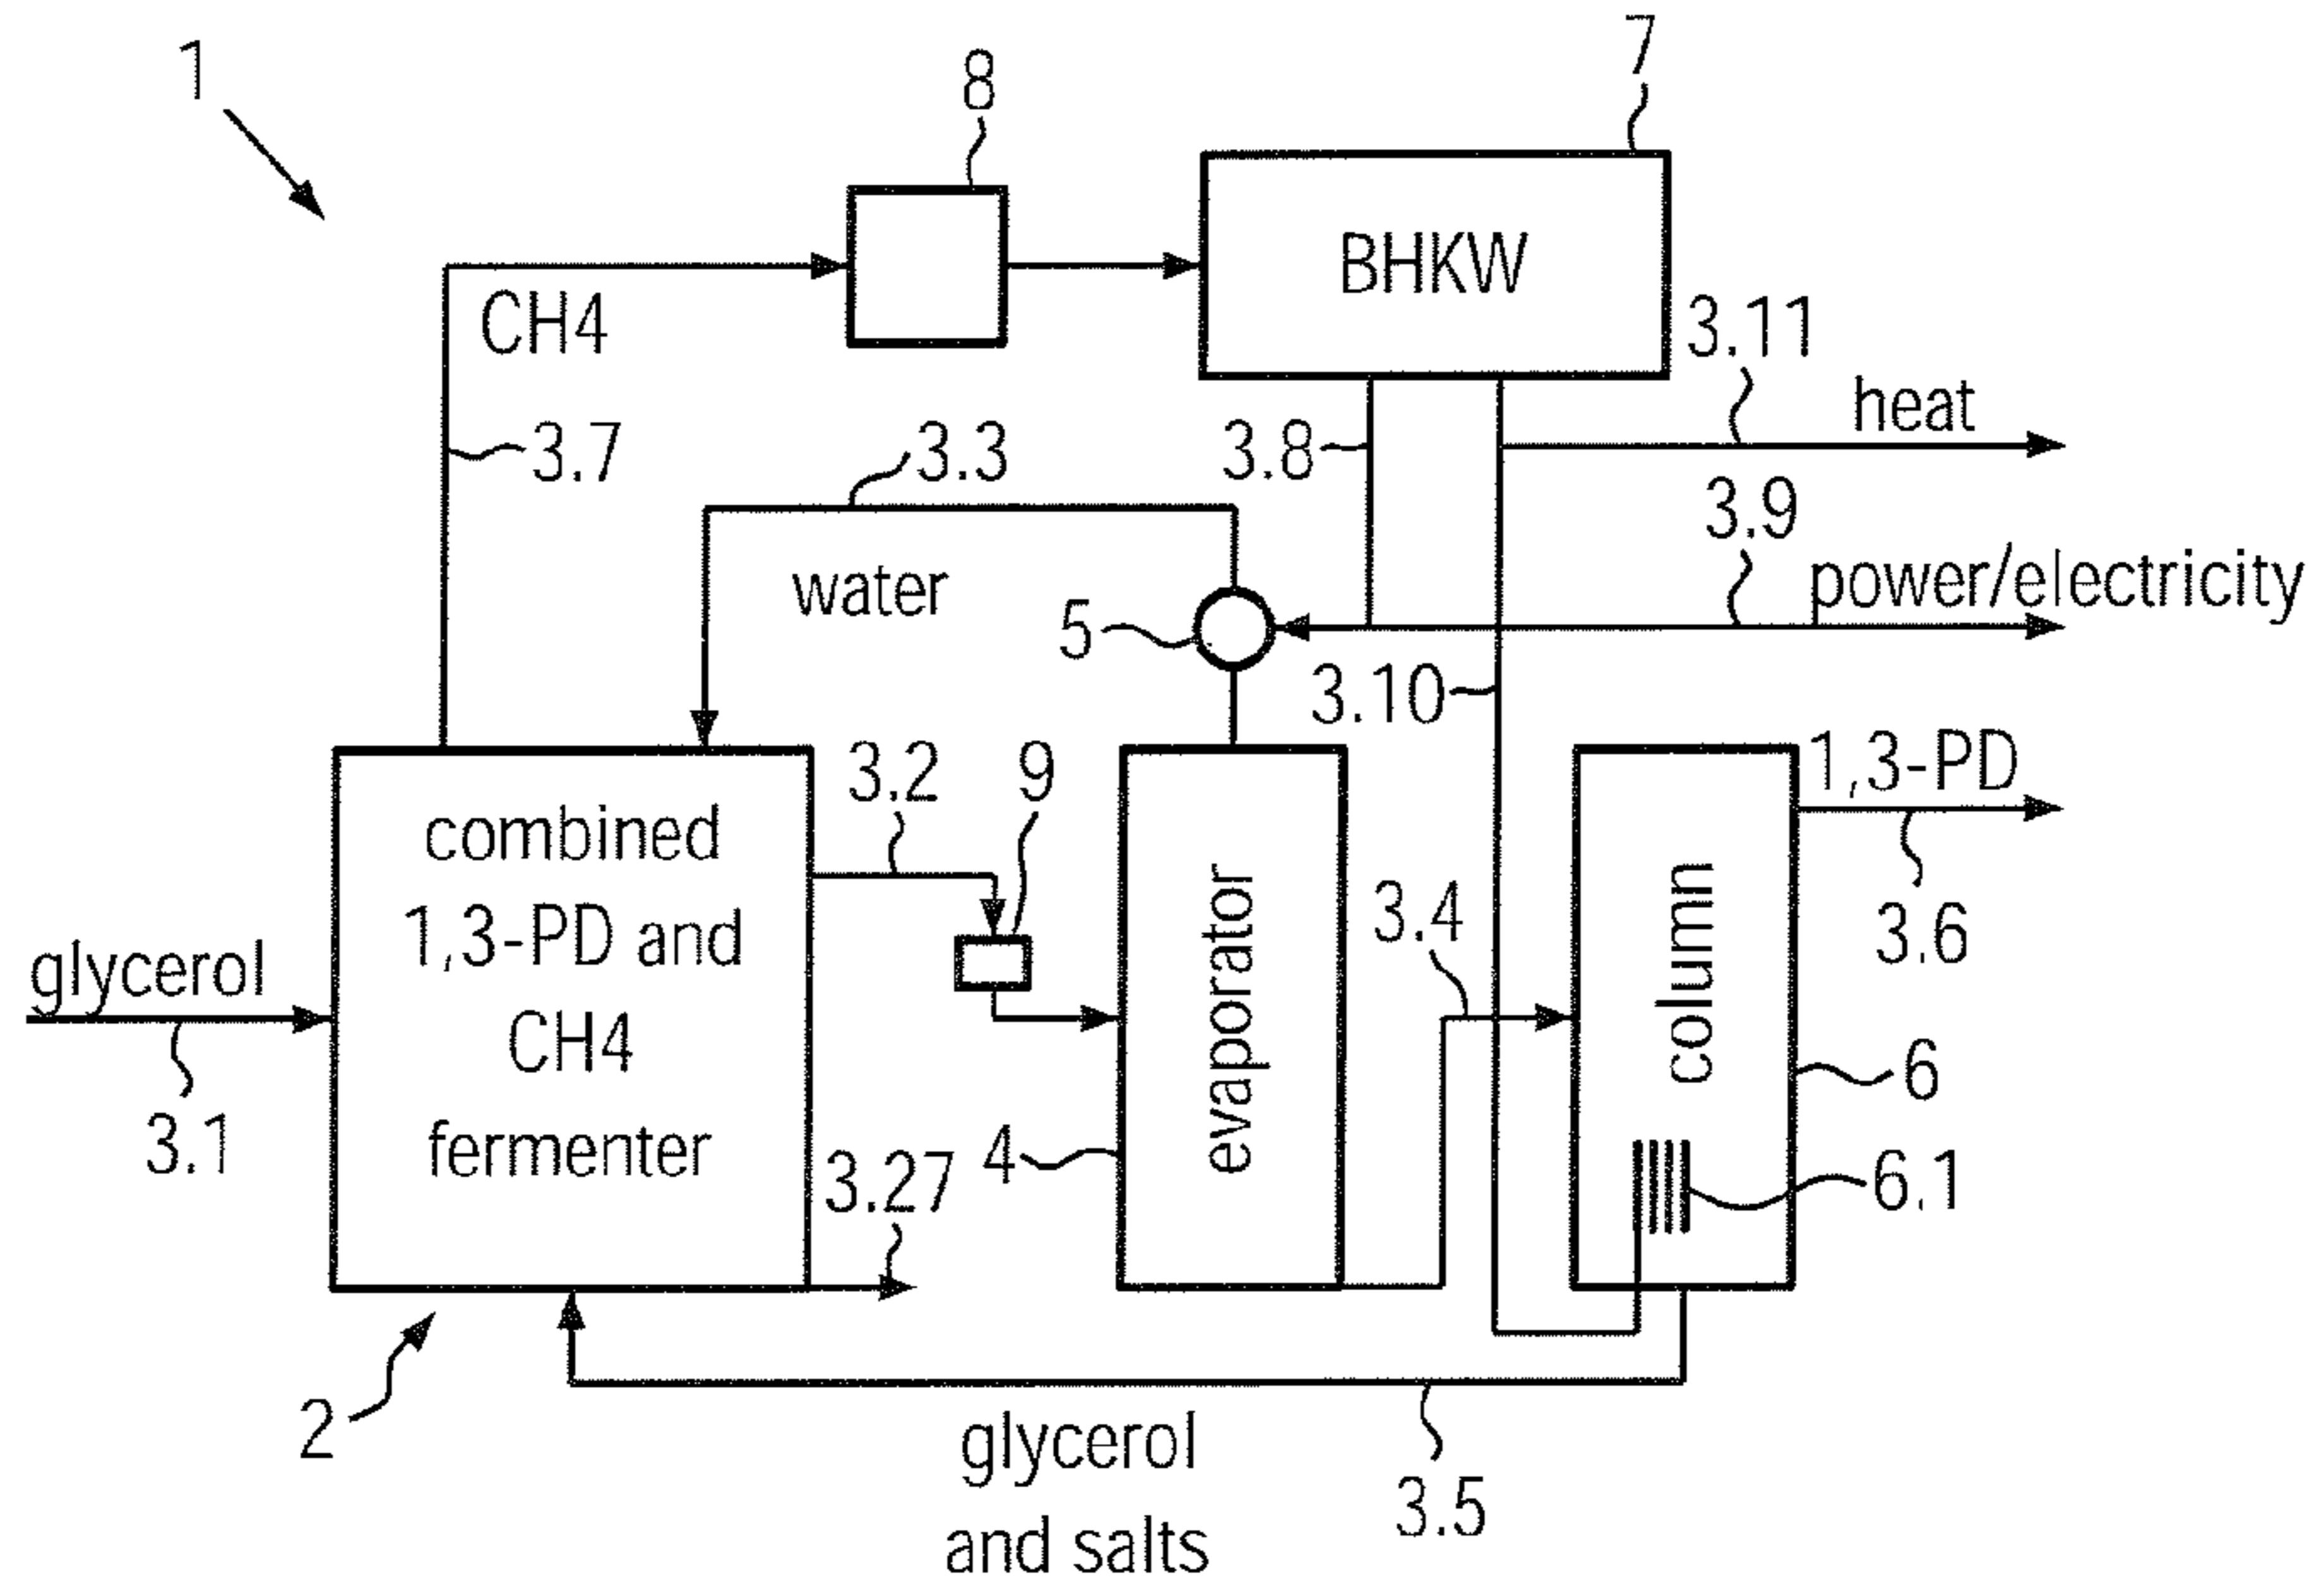 1
8
7
BHKW
CH4
3.11
heat
3.7
3.3
3.8
3.9
power/electricity
water
5
3.10
1,3-PD
3.2
9
combined
1,3-PD and
CH4
fermenter
evaporator
3.4
column
3.6
glycerol
3.1
6
4
3.27
6.1
2
glycerol
and salts
3.5